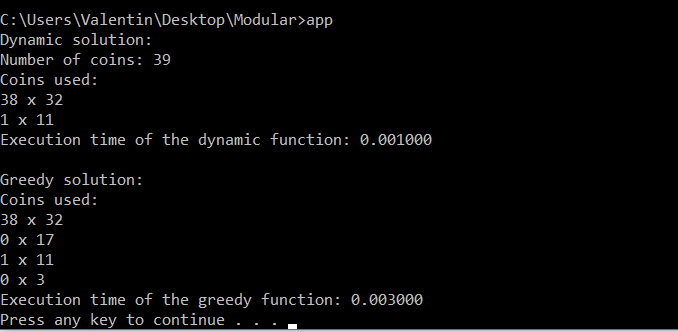 C:\Users\Valentin\Desktop\Modular>app
Dynamic solution:
Number of coins: 39
Coins used:
38 x 32
1 x 11
Execution time of the dynamic function: 0.001000
Greedy solution:
Coins used:
38 x 32
0 x 17
1 x 11
0 x 3
Execution time of the greedy function: 0.003000
Press any key to continue . . .